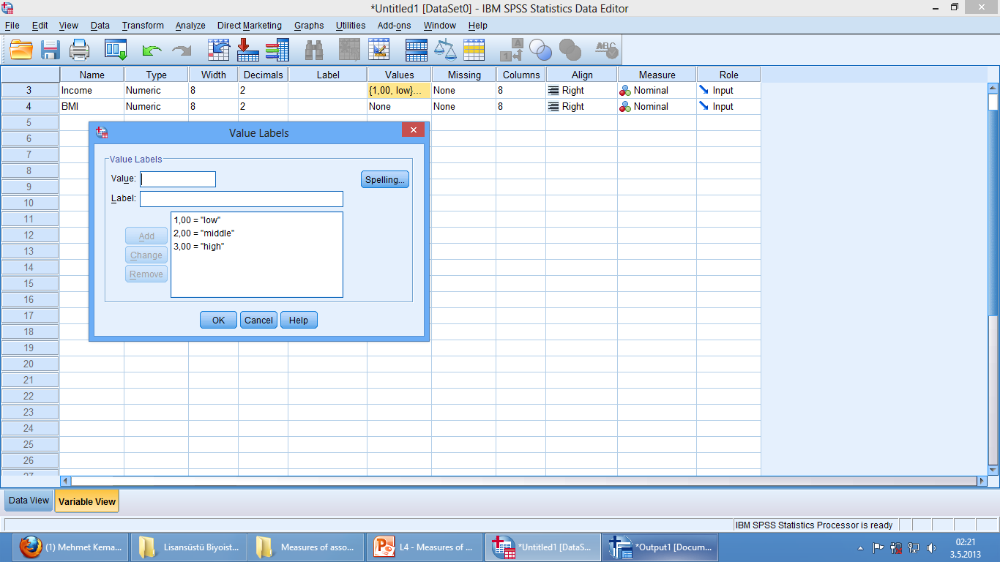 *Untitled1 [DataSet0] - IBM SPSS Statistics Data Editor
File Edit View Data Transform Analyze Direct Marketing Graphs Utilities Add-ons Window Help
Name Type Width Decimals Label Values Missing Columns Align Measure Role
3 Income Numeric 8 2 {1,00, low}... None 8 Right Nominal Input
4 BMI Numeric 8 2 None None 8 Right Nominal Input
5
6
7
8
9
10
11
12
13
14
15
16
17
18
19
20
21
22
23
24
25
26
27
Value Labels
Value Labels
Value:
Spelling...
Label:
1,00 = "low"
2,00 = "middle"
3,00 = "high"
Add
Change
Remove
OK Cancel Help
Data View Variable View
IBM SPSS Statistics Processor is ready
(1) Mehmet Kema... Lisansüstü Biyoist... Measures of asso... L4 - Measures of ... *Untitled1 [DataS... *Output1 [Docum...
02:21
3.5.2013